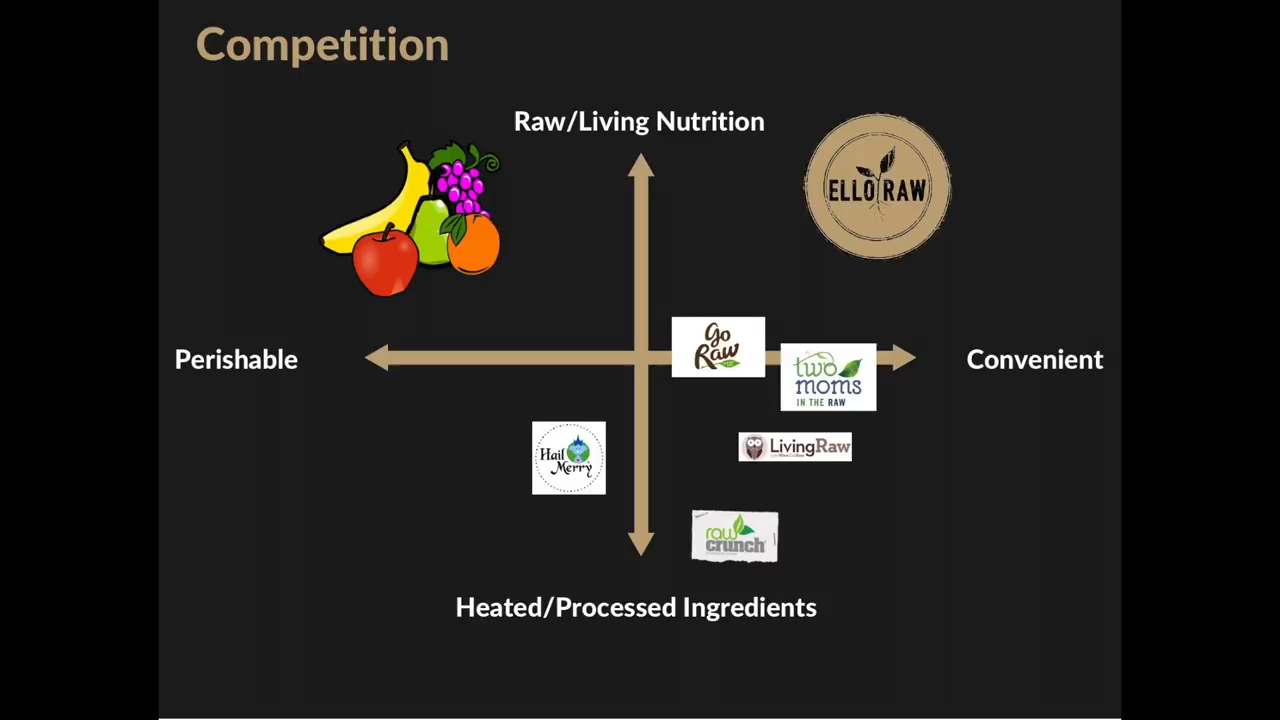 Competition
Raw/Living Nutrition
ELLO RAW
Go
Raw
Perishable
Convenient
two
moms
IN THE RAW
Hail
Merry
LivingRaw
raw
crunch
Heated/Processed Ingredients